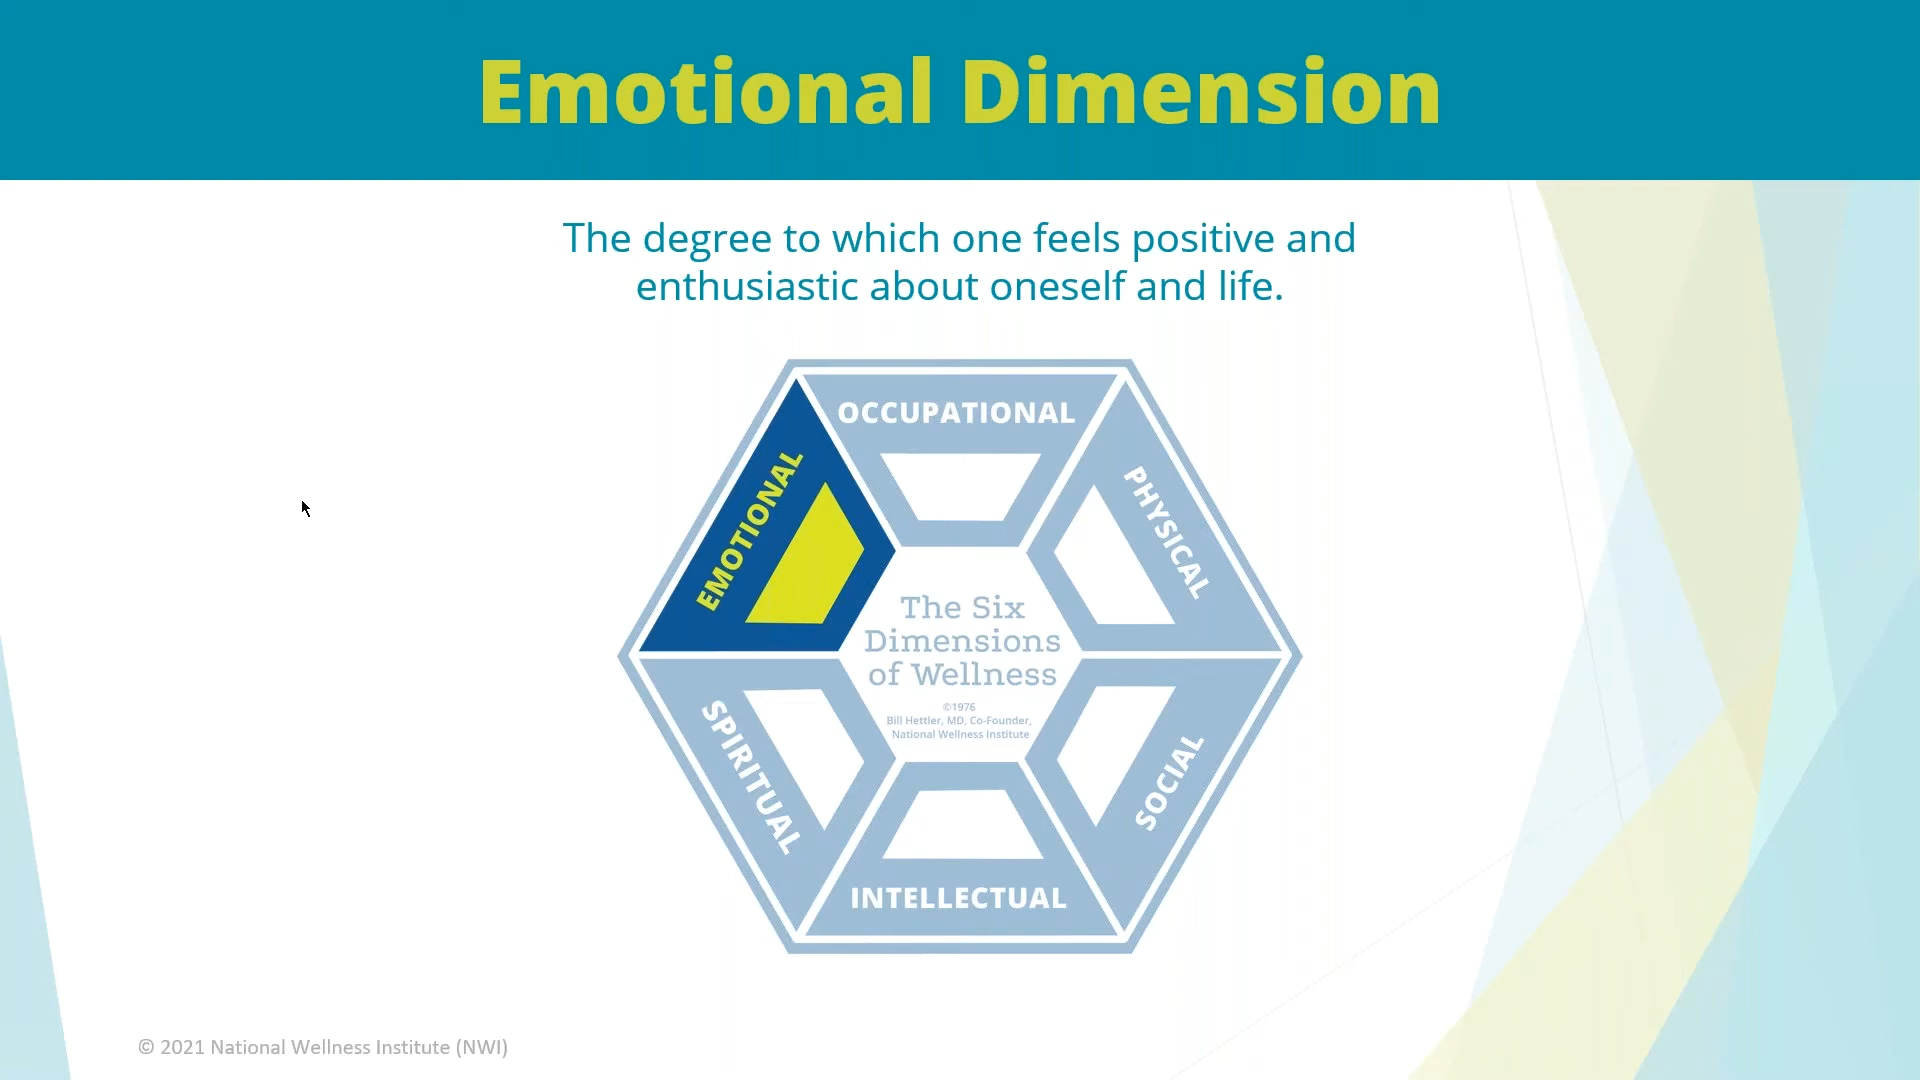 Emotional Dimension
The degree to which one feels positive and
enthusiastic about oneself and life.
OCCUPATIONAL
EMOTIONAL
PHYSICAL
The Six
Dimensions
of Wellness
©1976
Bill Hettler, MD, Co-Founder,
National Wellness Institute
SPIRITUAL
SOCIAL
INTELLECTUAL
© 2021 National Wellness Institute (NWI)